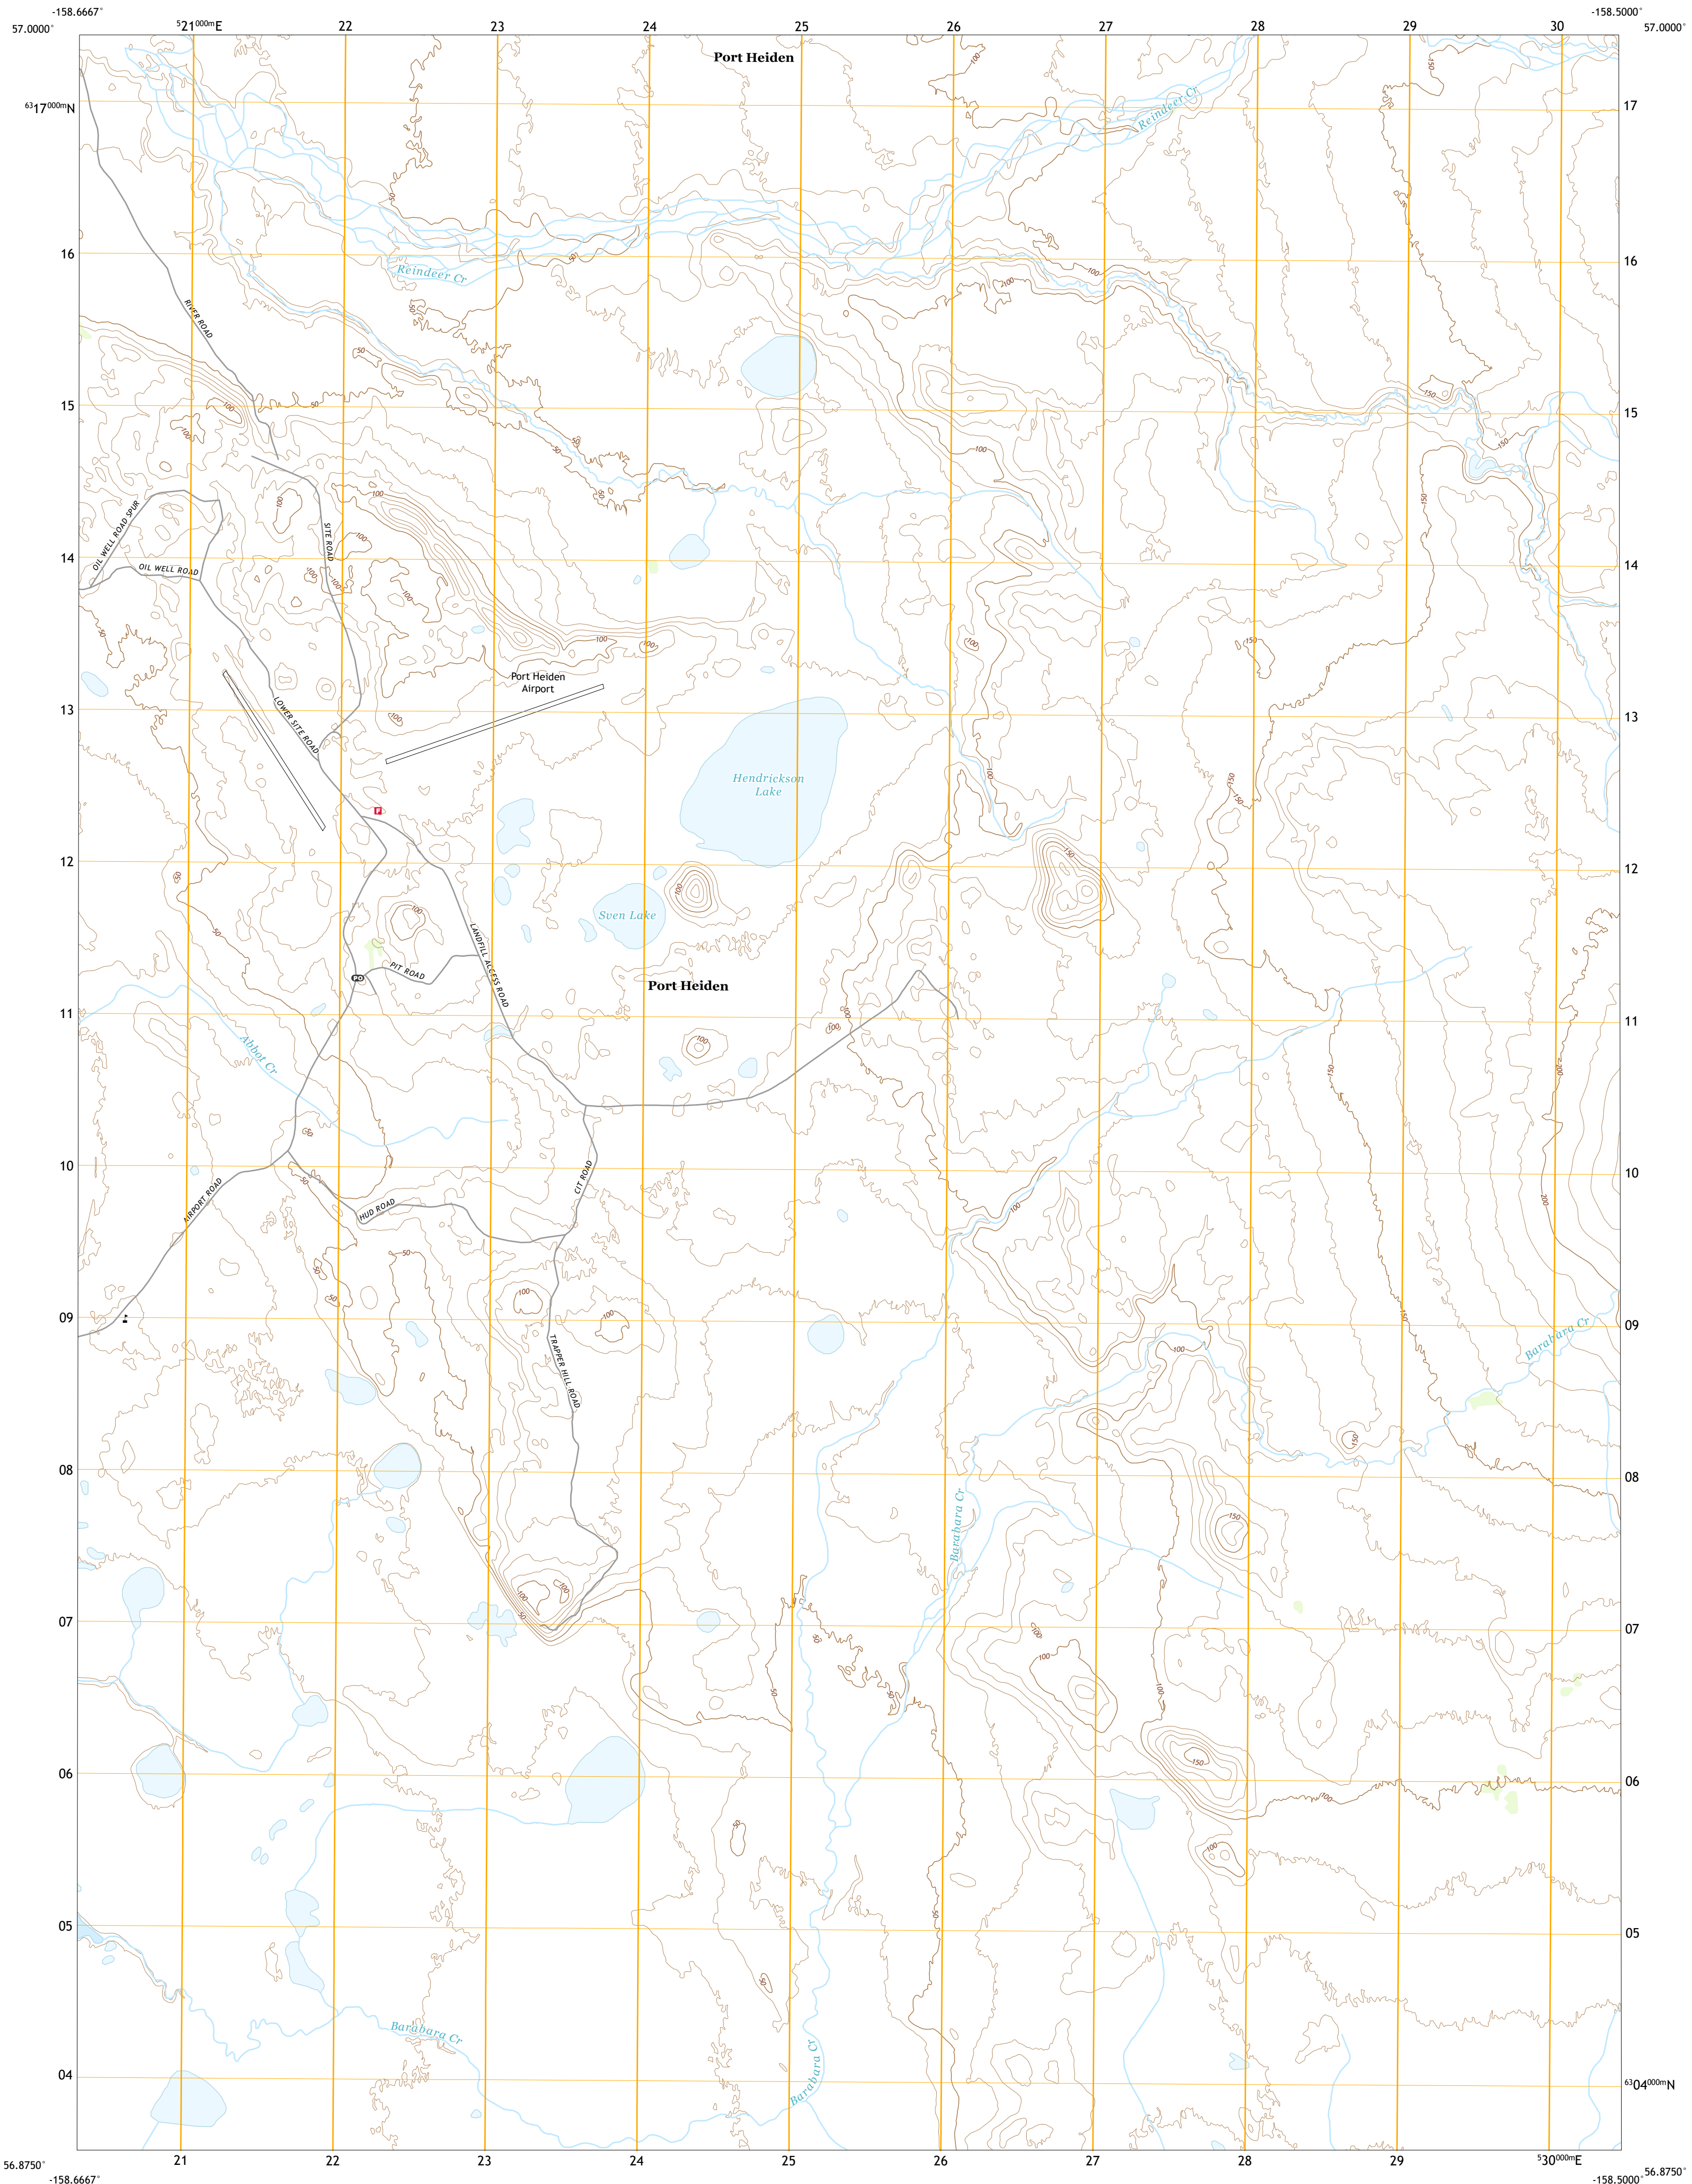 -158.6667°
-158.5000°
57.0000°
521000mE
22
23
24
25
26
27
28
29
30
57.0000°
Port Heiden
6317000mN
17
Reindeer Cr
16
16
Reindeer Cr
RIVER ROAD
15
15
OIL WELL ROAD SPUR
SITE ROAD
14
OIL WELL ROAD
14
Port Heiden
Airport
13
LOWER SITE ROAD
13
Hendrickson
Lake
F
12
12
Sven Lake
LANDFILL ACCESS ROAD
PO
PIT ROAD
Port Heiden
11
11
Abbot Cr
10
10
AIRPORT ROAD
HUD ROAD
CIT ROAD
09
09
Barabara Cr
TRAPPER HILL ROAD
08
08
Barabara Cr
07
07
06
06
05
05
Barabara Cr
Barabara Cr
04
6304000mN
56.8750°
21
22
23
24
25
26
27
28
29
530000mE
56.8750°
-158.6667°
-158.5000°
50
100
150
200